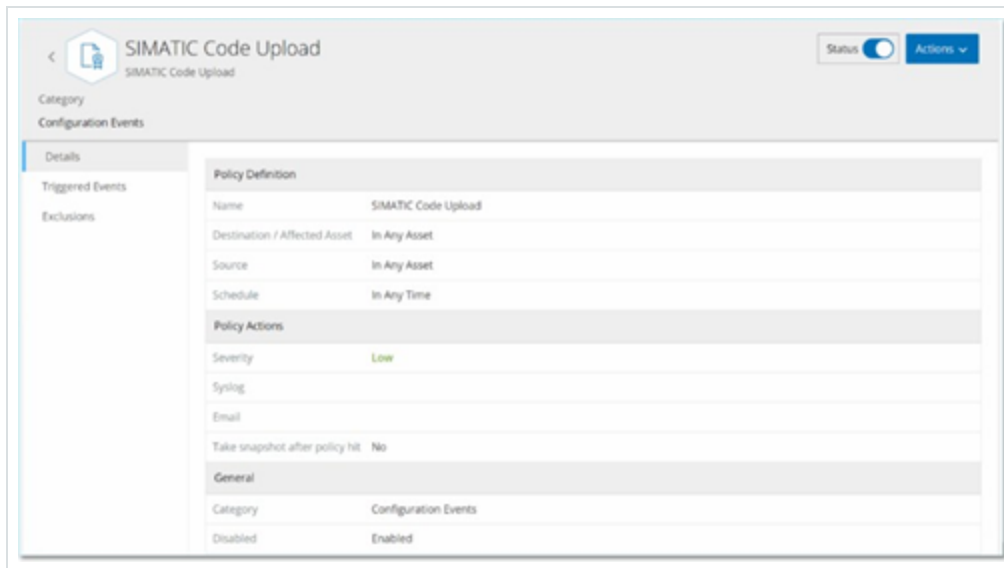 SIMATIC Code Upload
SIMATIC Code Upload
Status
Actions
Category
Configuration Events
Details
Triggered Events
Exclusions
Policy Definition
Name SIMATIC Code Upload
Destination / Affected Asset In Any Asset
Source In Any Asset
Schedule In Any Time
Policy Actions
Severity Low
Syslog
Email
Take snapshot after policy hit No
General
Category Configuration Events
Disabled Enabled